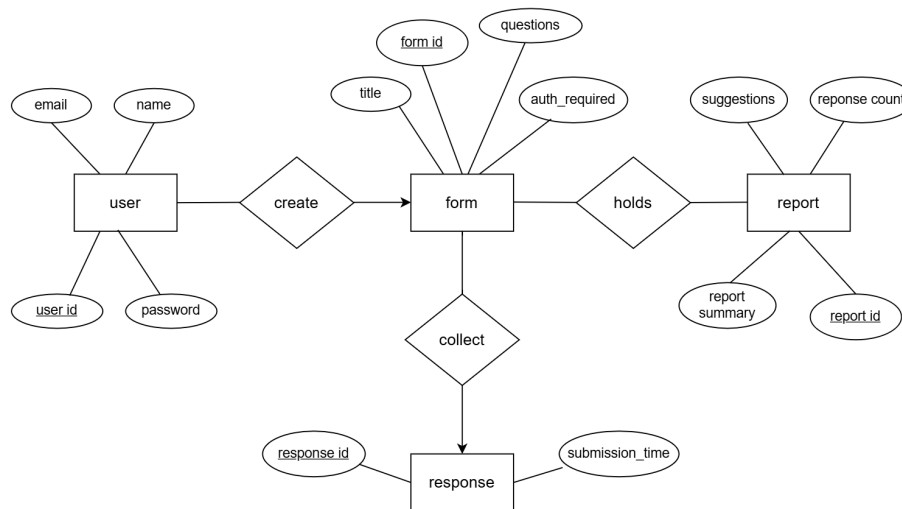 questions
form id
title
auth_required
email
name
suggestions
reponse count
user
create
form
holds
report
user id
password
report
summary
report id
collect
response id
submission_time
response